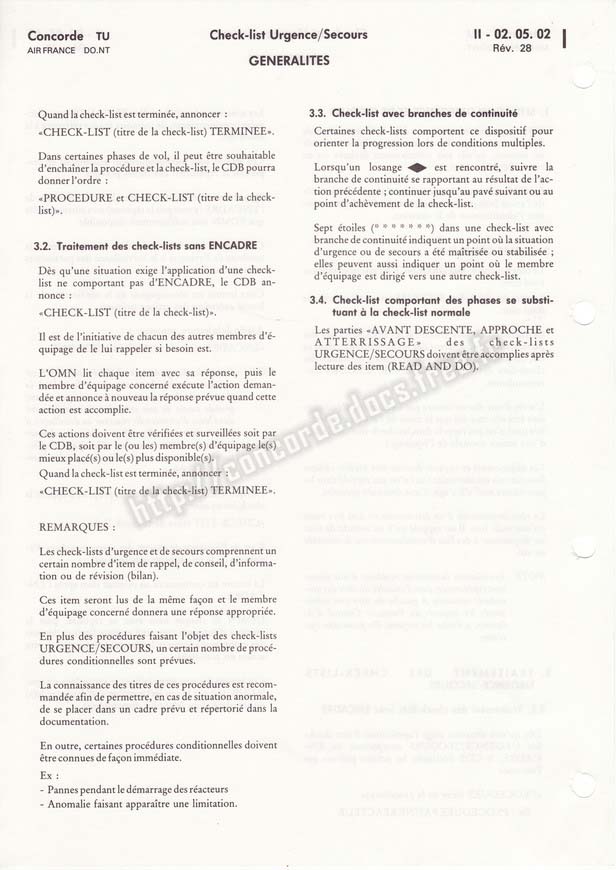 Concorde TU
AIR FRANCE DO.NT
Check-list Urgence/Secours
GENERALITES
II - 02. 05. 02
Rév. 28
Quand la check-list est terminée, annoncer :
«CHECK-LIST (titre de la check-list) TERMINEE».
Dans certaines phases de vol, il peut être souhaitable
d'enchaîner la procédure et la check-list, le CDB pourra
donner l'ordre :
«PROCEDURE et CHECK-LIST (titre de la check-
list)».
3.2. Traitement des check-lists sans ENCADRE
Dès qu'une situation exige l'application d'une check-
list ne comportant pas d'ENCADRE, le CDB an-
nonce :
«CHECK-LIST (titre de la check-list)».
Il est de l'initiative de chacun des autres membres d'é-
quipage de le lui rappeler si besoin est.
L'OMN lit chaque item avec sa réponse, puis le
membre d'équipage concerné exécute l'action deman-
dée et annonce à nouveau la réponse prévue quand cette
action est accomplie.
Ces actions doivent être vérifiées et surveillées soit par
le CDB, soit par le (ou les) membre(s) d'équipage le(s)
mieux placé(s) ou le(s) plus disponible(s).
Quand la check-list est terminée, annoncer :
«CHECK-LIST (titre de la check-list) TERMINEE».
REMARQUES :
Les check-lists d'urgence et de secours comprennent un
certain nombre d'item de rappel, de conseil, d'informa-
tion ou de révision (bilan).
Ces item seront lus de la même façon et le membre
d'équipage concerné donnera une réponse appropriée.
En plus des procédures faisant l'objet des check-lists
URGENCE/SECOURS, un certain nombre de procé-
dures conditionnelles sont prévues.
La connaissance des titres de ces procédures est recom-
mandée afin de permettre, en cas de situation anormale,
de se placer dans un cadre prévu et répertorié dans la
documentation.
En outre, certaines procédures conditionnelles doivent
être connues de façon immédiate.
Ex :
- Pannes pendant le démarrage des réacteurs
- Anomalie faisant apparaître une limitation.
3.3. Check-list avec branches de continuité
Certaines check-lists comportent ce dispositif pour
orienter la progression lors de conditions multiples.
Lorsqu'un losange ◆ est rencontré, suivre la
branche de continuité se rapportant au résultat de l'ac-
tion précédente ; continuer jusqu'au pavé suivant ou au
point d'achèvement de la check-list.
Sept étoiles (* * * * * * *) dans une check-list avec
branche de continuité indiquent un point où la situation
d'urgence ou de secours a été maîtrisée ou stabilisée ;
elles peuvent aussi indiquer un point où le membre
d'équipage est dirigé vers une autre check-list.
3.4. Check-list comportant des phases se substi-
tuant à la check-list normale
Les parties «AVANT DESCENTE, APPROCHE et
ATTERRISSAGE» des check-lists
URGENCE/SECOURS doivent être accomplies après
lecture des item (READ AND DO).
http://concorde.docs.free.fr